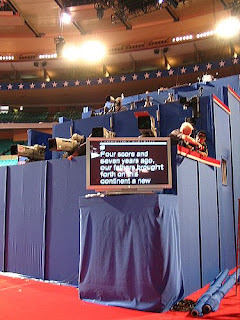 Four score and
seven years ago,
our fathers brought
forth on this
continent a new